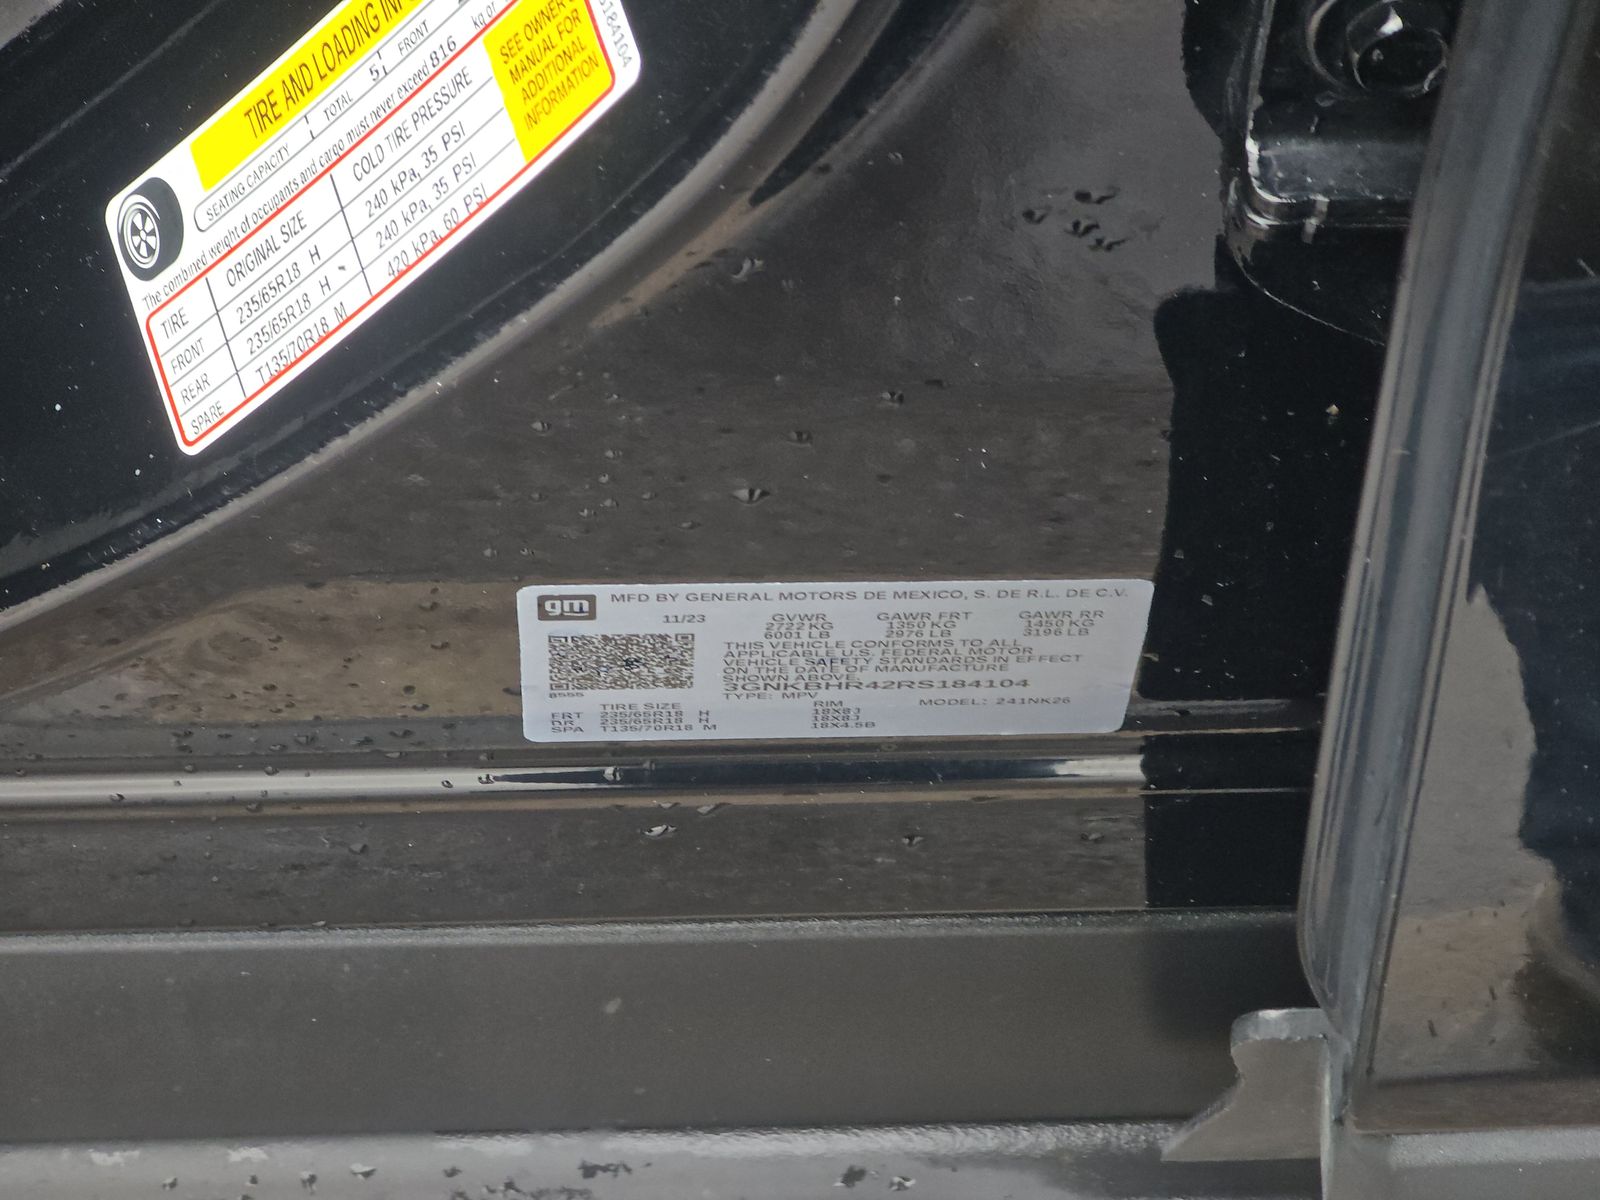 TIRE AND LOADING
SEATING CAPACITY TOTAL 5 FRONT
The combined weight of occupants and cargo must never exceed 816 kg or
TIRE ORIGINAL SIZE COLD TIRE PRESSURE
FRONT 235/65R18 H 240 kPa, 35 PSI
REAR 235/65R18 H 240 kPa, 35 PSI
SPARE T135/70R18 M 420 kPa, 60 PSI
SEE OWNER'S
MANUAL FOR
ADDITIONAL
INFORMATION
184104
gm MFD BY GENERAL MOTORS DE MEXICO, S. DE R.L. DE C.V.
11/23 GVWR GAWR FRT GAWR RR
2722 KG 1350 KG 1450 KG
6001 LB 2976 LB 3196 LB
THIS VEHICLE CONFORMS TO ALL
APPLICABLE U.S. FEDERAL MOTOR
VEHICLE SAFETY STANDARDS IN EFFECT
ON THE DATE OF MANUFACTURE
SHOWN ABOVE.
3GNKBHR42RS184104
8555
TYPE: MPV MODEL: 241NK26
TIRE SIZE RIM
FRT 235/65R18 H 18X8J
RR 235/65R18 H 18X8J
SPA T135/70R18 M 18X4.5B